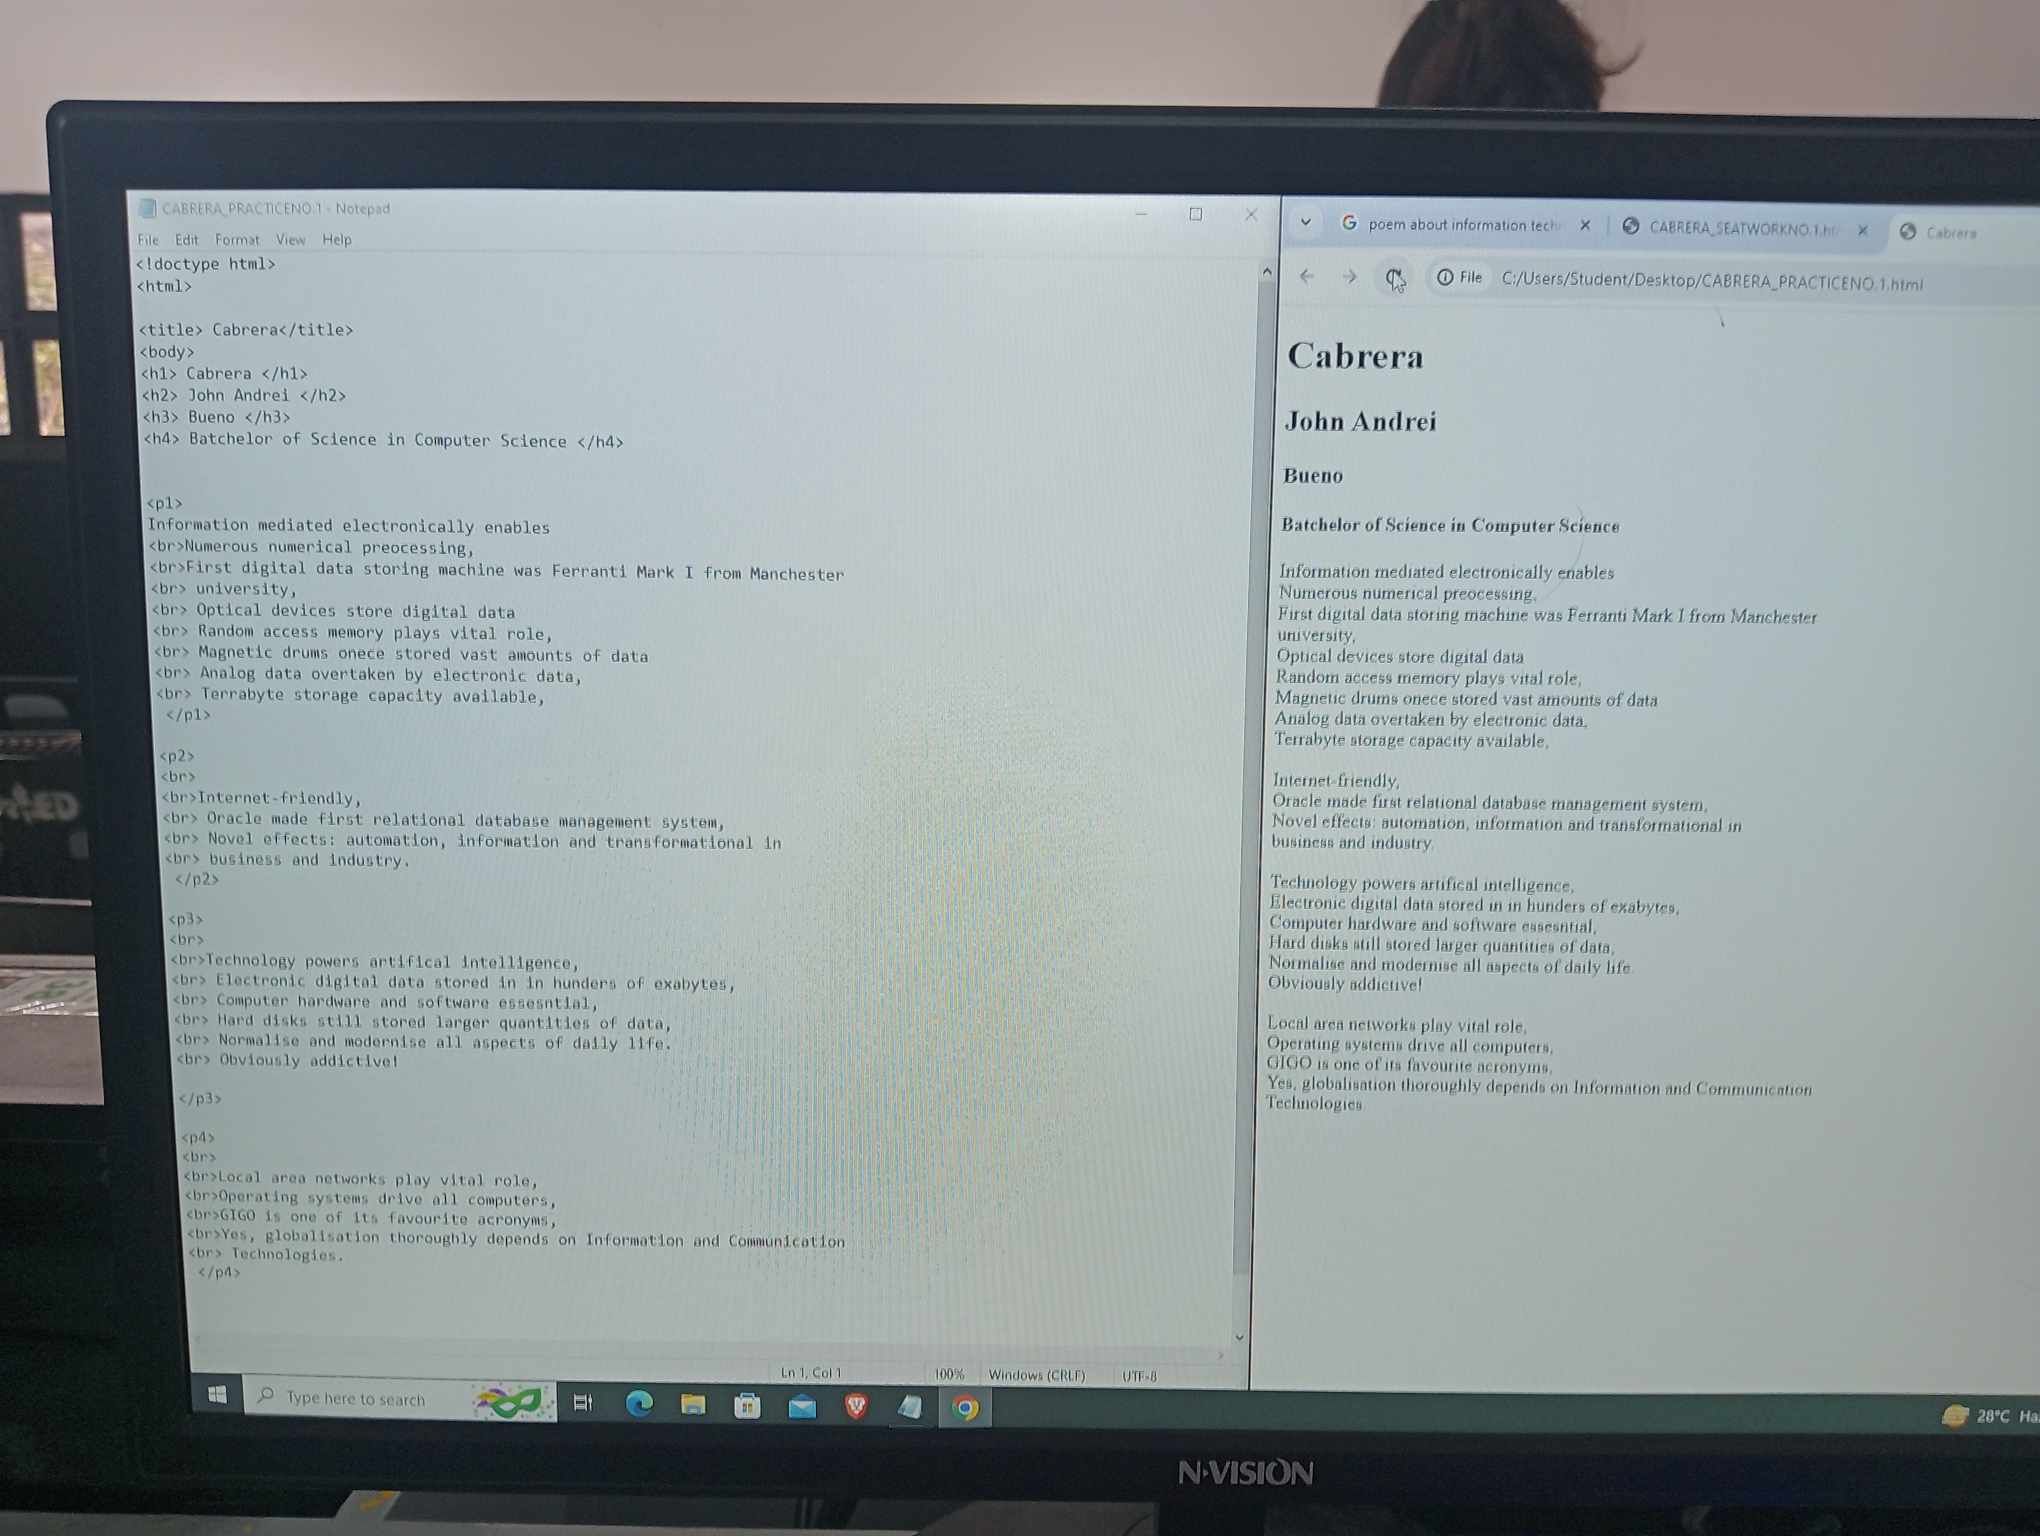 CABRERA_PRACTICENO.1 - Notepad
File Edit Format View Help
<!doctype html>
<html>
<title> Cabrera</title>
<body>
<h1> Cabrera </h1>
<h2> John Andrei </h2>
<h3> Bueno </h3>
<h4> Batchelor of Science in Computer Science </h4>
<p1>
Information mediated electronically enables
<br>Numerous numerical preocessing,
<br>First digital data storing machine was Ferranti Mark I from Manchester
<br> university,
<br> Optical devices store digital data
<br> Random access memory plays vital role,
<br> Magnetic drums onece stored vast amounts of data
<br> Analog data overtaken by electronic data,
<br> Terrabyte storage capacity available,
</p1>
<p2>
<br>
<br>Internet-friendly,
<br> Oracle made first relational database management system,
<br> Novel effects: automation, information and transformational in
<br> business and industry.
</p2>
<p3>
<br>
<br>Technology powers artifical intelligence,
<br> Electronic digital data stored in in hunders of exabytes,
<br> Computer hardware and software essesntial,
<br> Hard disks still stored larger quantities of data,
<br> Normalise and modernise all aspects of daily life.
<br> Obviously addictive!
</p3>
<p4>
<br>
<br>Local area networks play vital role,
<br>Operating systems drive all computers,
<br>GIGO is one of its favourite acronyms,
<br>Yes, globalisation thoroughly depends on Information and Communication
<br> Technologies.
</p4>
Ln 1, Col 1 100% Windows (CRLF) UTF-8
poem about information tech CABRERA_SEATWORKNO.1.ht Cabrera
File C:/Users/Student/Desktop/CABRERA_PRACTICENO.1.html
Cabrera
John Andrei
Bueno
Batchelor of Science in Computer Science
Information mediated electronically enables
Numerous numerical preocessing,
First digital data storing machine was Ferranti Mark I from Manchester
university,
Optical devices store digital data
Random access memory plays vital role,
Magnetic drums onece stored vast amounts of data
Analog data overtaken by electronic data,
Terrabyte storage capacity available,
Internet-friendly,
Oracle made first relational database management system,
Novel effects: automation, information and transformational in
business and industry.
Technology powers artifical intelligence,
Electronic digital data stored in in hunders of exabytes,
Computer hardware and software essesntial,
Hard disks still stored larger quantities of data,
Normalise and modernise all aspects of daily life.
Obviously addictive!
Local area networks play vital role,
Operating systems drive all computers,
GIGO is one of its favourite acronyms,
Yes, globalisation thoroughly depends on Information and Communication
Technologies.
Type here to search
28°C Ha
N-VISION